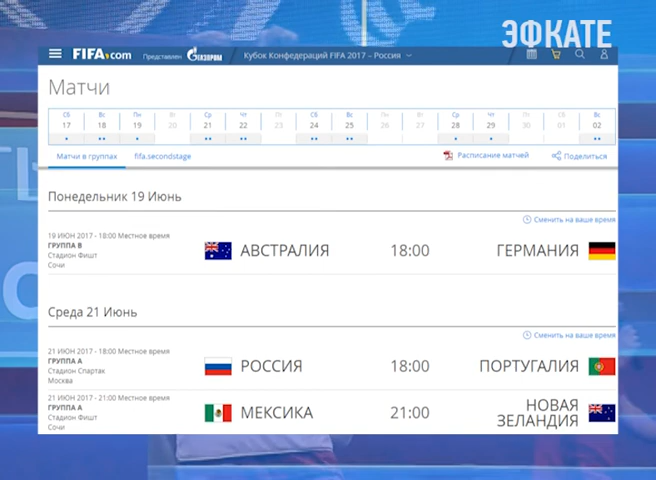 ЭФКАТЕ
FIFA.com Представлен ГАЗПРОМ Кубок Конфедераций FIFA 2017 – Россия
Матчи
Сб Вс Пн Вт Ср Чт Пт Сб Вс Пн Вт Ср Чт Пт Сб Вс
17 18 19 20 21 22 23 24 25 26 27 28 29 30 01 02
Матчи в группах fifa.secondstage Расписание матчей Поделиться
Понедельник 19 Июнь
Сменить на ваше время
19 ИЮН 2017 - 18:00 Местное время
ГРУППА B
Стадион Фишт
Сочи
АВСТРАЛИЯ 18:00 ГЕРМАНИЯ
Среда 21 Июнь
Сменить на ваше время
21 ИЮН 2017 - 18:00 Местное время
ГРУППА A
Стадион Спартак
Москва
РОССИЯ 18:00 ПОРТУГАЛИЯ
21 ИЮН 2017 - 21:00 Местное время
ГРУППА A
Стадион Фишт
Сочи
МЕКСИКА 21:00 НОВАЯ
ЗЕЛАНДИЯ